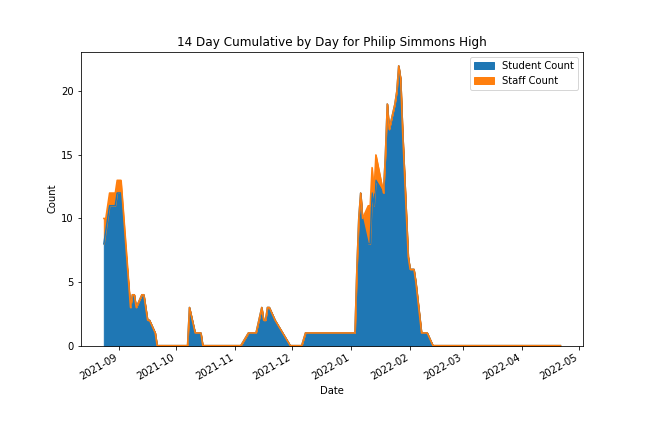 14 Day Cumulative by Day for Philip Simmons High
Student Count
Staff Count
20
15
10
5
0
Count
2021-09
2021-10
2021-11
2021-12
2022-01
2022-02
2022-03
2022-04
2022-05
Date